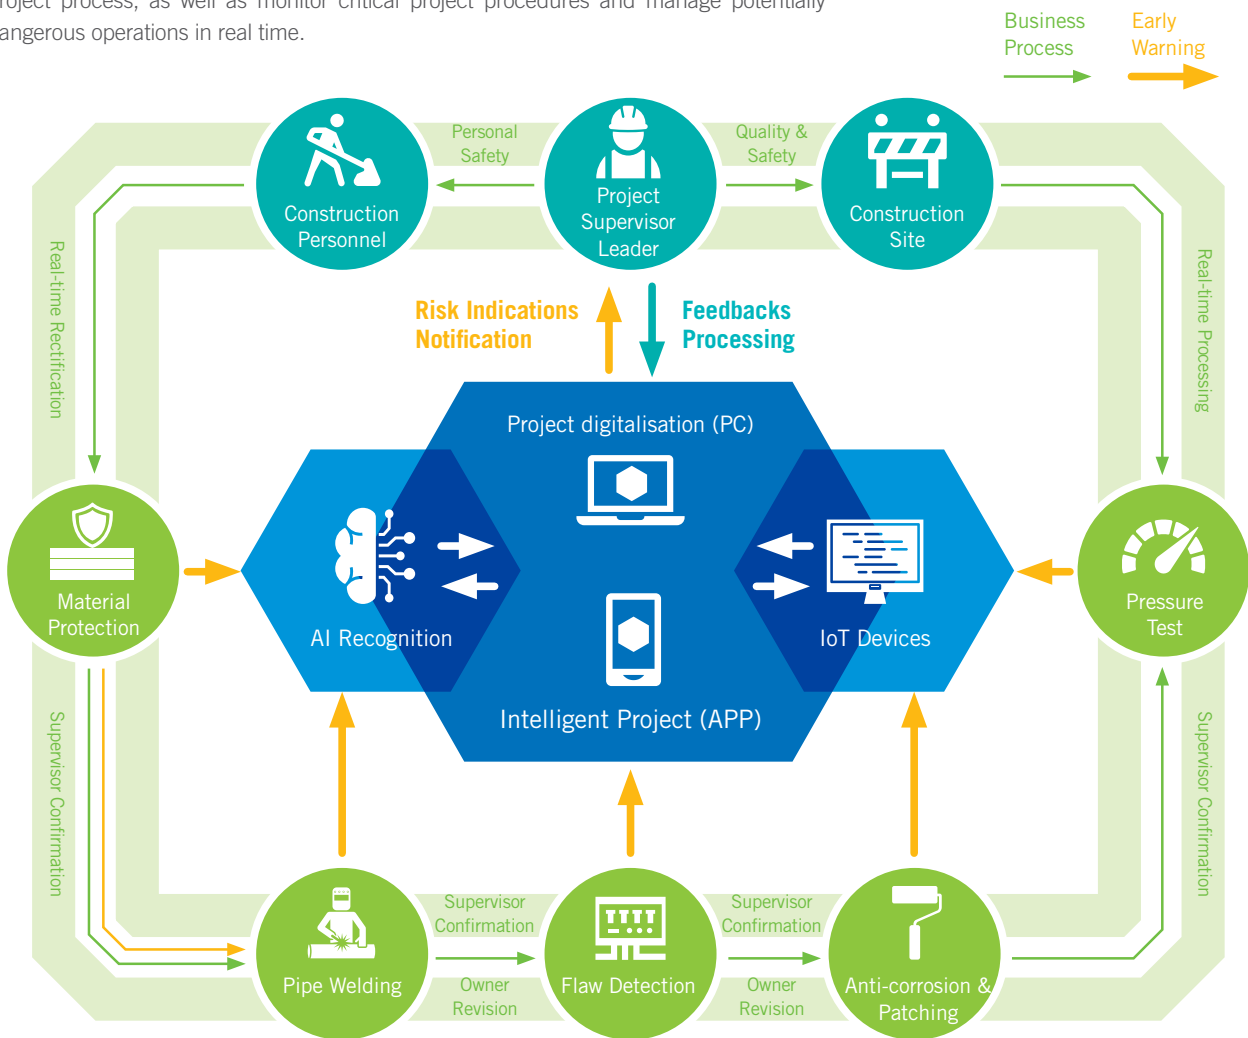 project process, as well as monitor critical project procedures and manage potentially
dangerous operations in real time.
Business
Process
Early
Warning
Personal
Safety
Quality &
Safety
Construction
Personnel
Project
Supervisor
Leader
Construction
Site
Real-time Rectification
Real-time Processing
Risk Indications
Notification
Feedbacks
Processing
Project digitalisation (PC)
AI Recognition
IoT Devices
Intelligent Project (APP)
Material
Protection
Pressure
Test
Supervisor Confirmation
Supervisor Confirmation
Supervisor
Confirmation
Supervisor
Confirmation
Pipe Welding
Flaw Detection
Anti-corrosion &
Patching
Owner
Revision
Owner
Revision